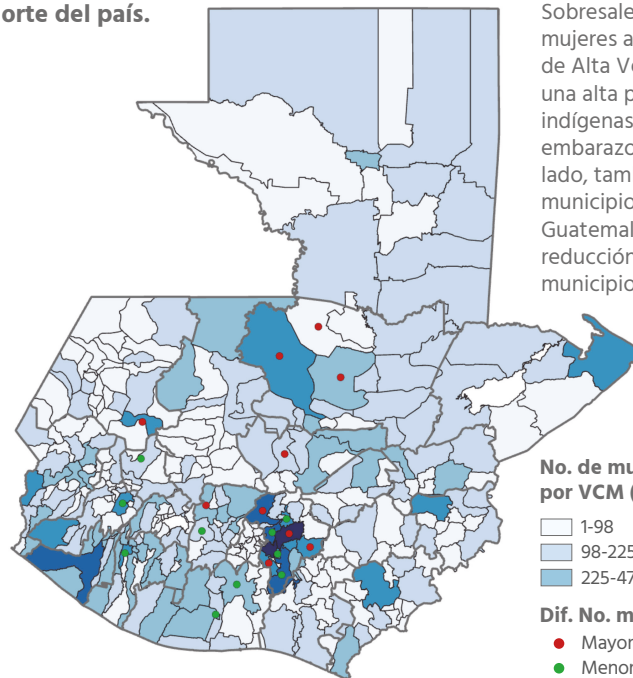 orte del país.
Sobresale
mujeres a
de Alta Ve
una alta p
indígenas
embarazo
lado, tam
municipio
Guatemal
reducción
municipio
No. de mu
por VCM (
1-98
98-225
225-47
Dif. No. m
Mayor
Menor